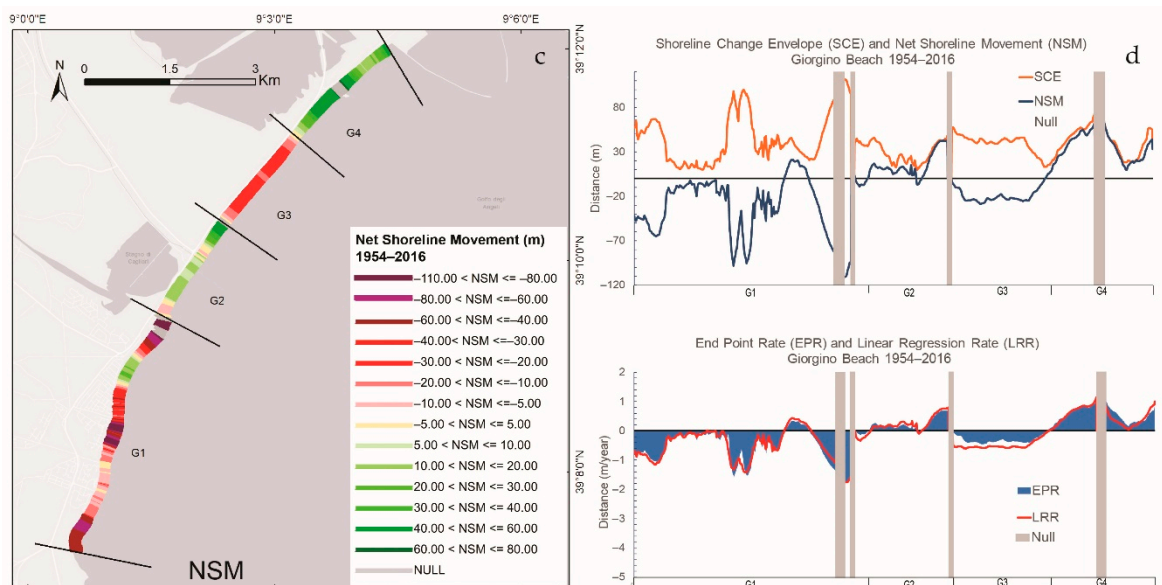 9°0'0"E
9°3'30"E
9°6'0"E
c
39°12'0"N
39°10'0"N
39°8'0"N
0
1.5
3
Km
N
G4
G3
G2
G1
Net Shoreline Movement (m)
1954–2016
–110.00 < NSM <= –80.00
–80.00 < NSM <=–60.00
–60.00 < NSM <=–40.00
–40.00< NSM <=–30.00
–30.00 < NSM <=–20.00
–20.00 < NSM <=–10.00
–10.00 < NSM <=–5.00
–5.00 < NSM <= 5.00
5.00 < NSM <= 10.00
10.00 < NSM <= 20.00
20.00 < NSM <= 30.00
30.00 < NSM <= 40.00
40.00 < NSM <= 60.00
60.00 < NSM <= 80.00
NULL
NSM
Shoreline Change Envelope (SCE) and Net Shoreline Movement (NSM)
Giorgino Beach 1954–2016
d
SCE
NSM
Null
Distance (m)
80
30
–20
–70
–120
G1
G2
G3
G4
End Point Rate (EPR) and Linear Regression Rate (LRR)
Giorgino Beach 1954–2016
Distance (m/year)
2
1
0
–1
–2
–3
–4
–5
EPR
LRR
Null
G1
G2
G3
G4